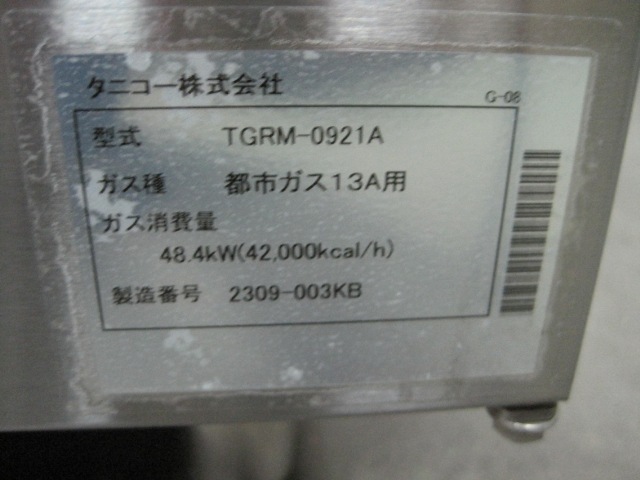 タニコー株式会社
G-08
型式 TGRM-0921A
ガス種 都市ガス13A用
ガス消費量
48.4kW(42,000kcal/h)
製造番号 2309-003KB